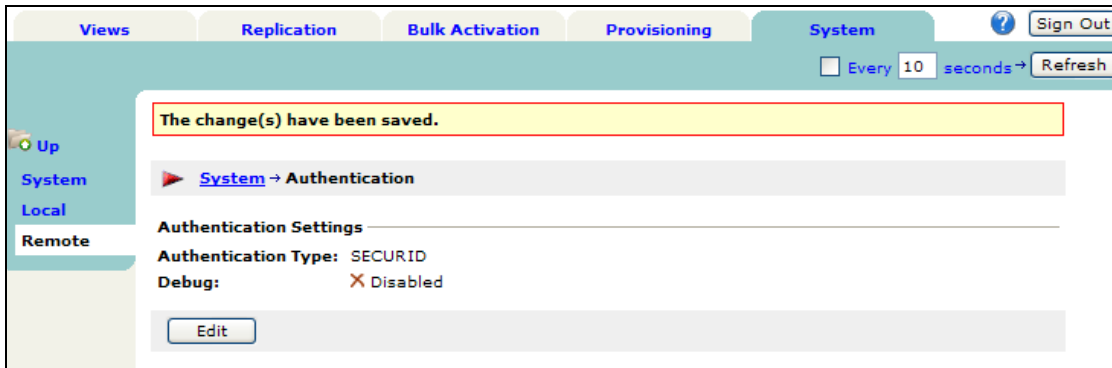 Views Replication Bulk Activation Provisioning System Sign Out
Every 10 seconds→ Refresh
The change(s) have been saved.
Up
System
Local
Remote
System → Authentication
Authentication Settings
Authentication Type: SECURID
Debug: Disabled
Edit